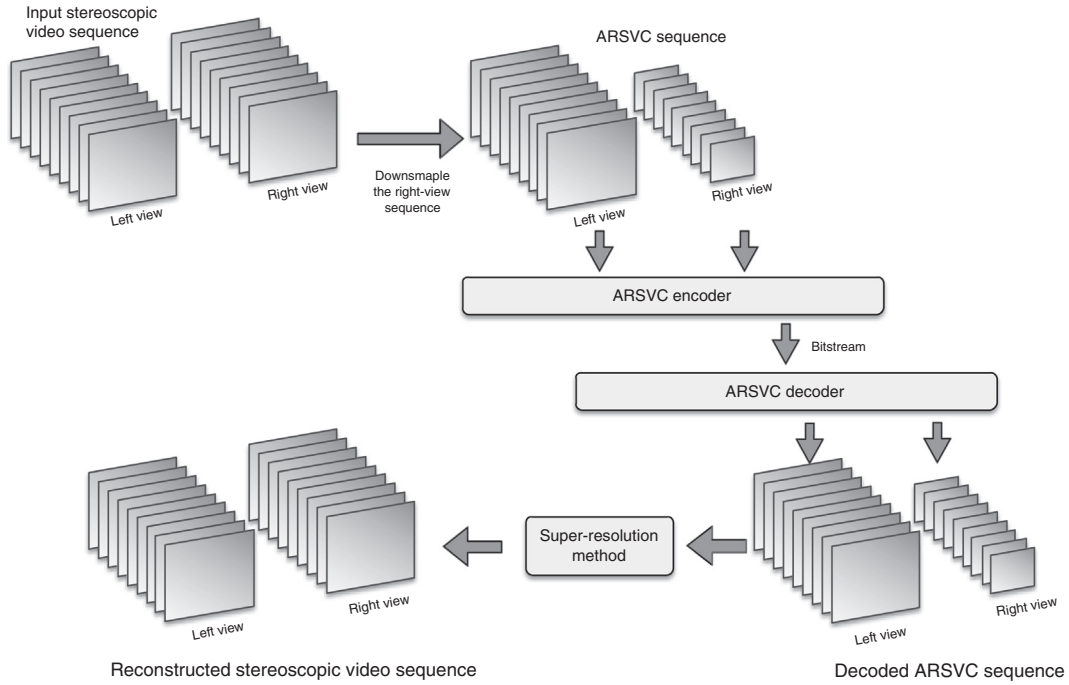 Input stereoscopic
video sequence
Left view
Right view
Downsmaple
the right-view
sequence
ARSVC sequence
Left view
Right view
ARSVC encoder
Bitstream
ARSVC decoder
Left view
Right view
Decoded ARSVC sequence
Super-resolution
method
Left view
Right view
Reconstructed stereoscopic video sequence